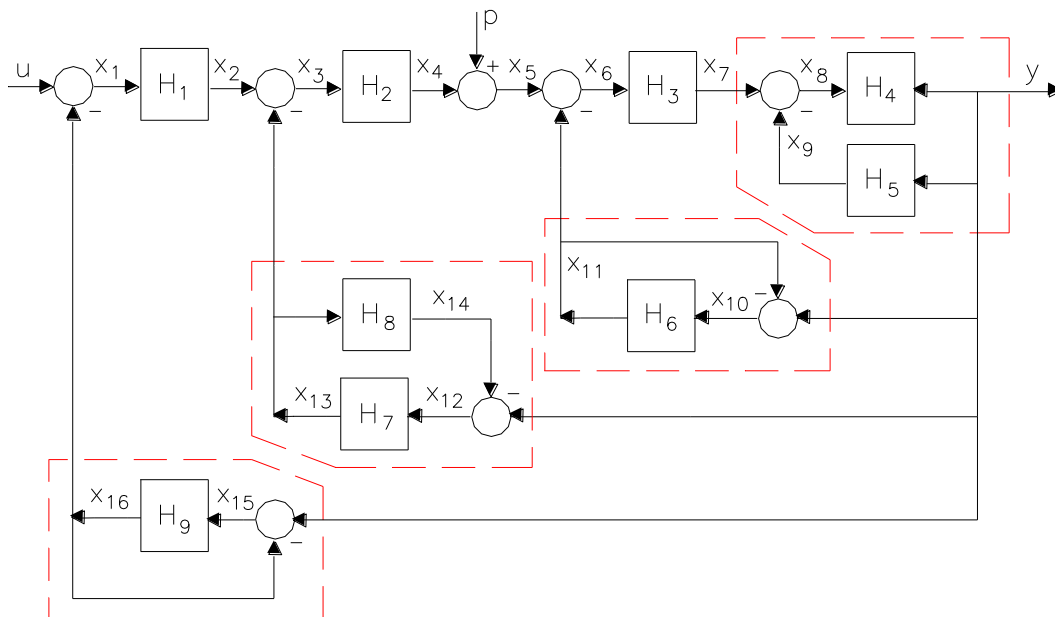 p
u x₁ H₁ x₂ - x₃ H₂ x₄ + x₅ - x₆ H₃ x₇ - x₈ H₄ y
-
x₉ H₅
x₁₁ - x₁₀ H₆
H₈ x₁₄
x₁₃ H₇ x₁₂ -
x₁₆ H₉ x₁₅ -